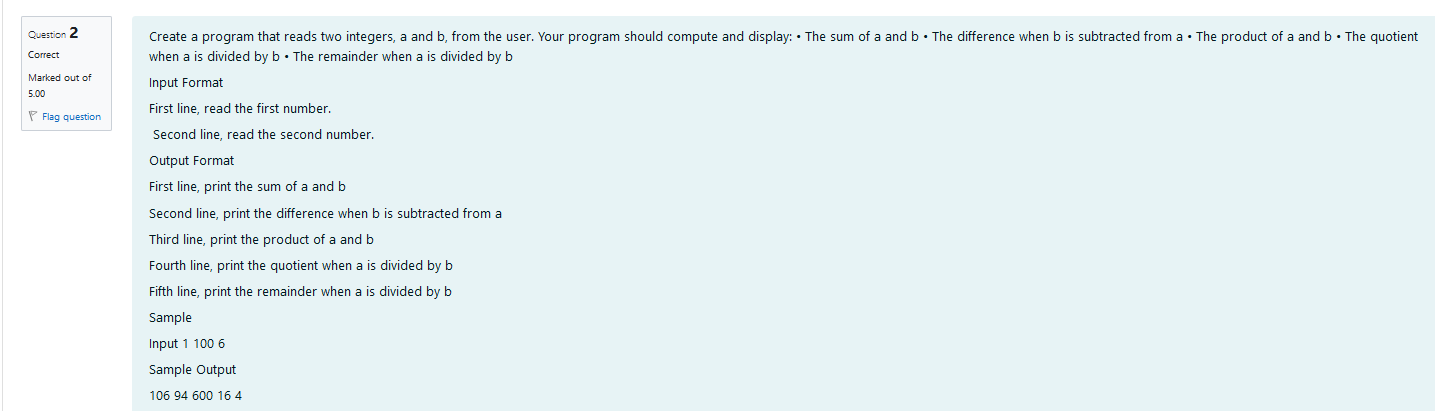 Question 2
Correct
Marked out of
5.00
Flag question
Create a program that reads two integers, a and b, from the user. Your program should compute and display: • The sum of a and b • The difference when b is subtracted from a • The product of a and b • The quotient
when a is divided by b • The remainder when a is divided by b
Input Format
First line, read the first number.
Second line, read the second number.
Output Format
First line, print the sum of a and b
Second line, print the difference when b is subtracted from a
Third line, print the product of a and b
Fourth line, print the quotient when a is divided by b
Fifth line, print the remainder when a is divided by b
Sample
Input 1 100 6
Sample Output
106 94 600 16 4